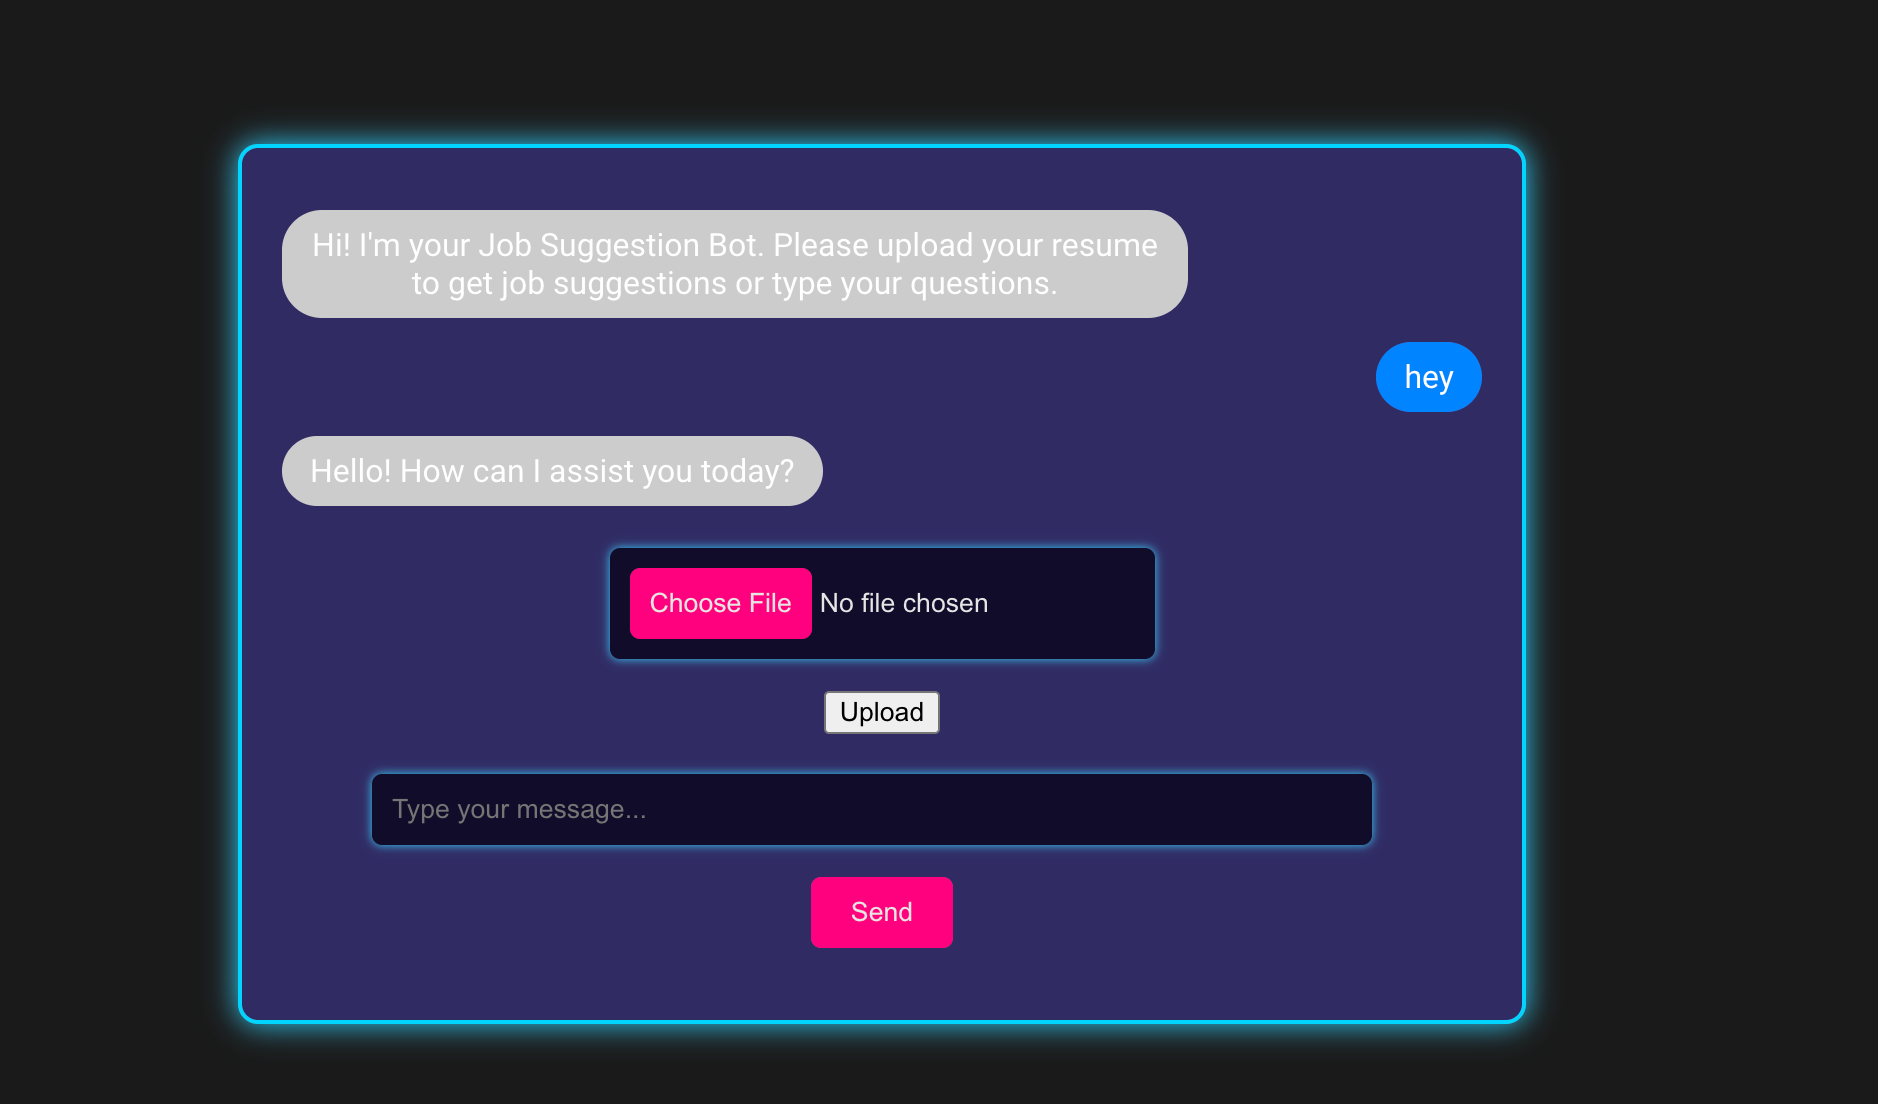 Hi! I'm your Job Suggestion Bot. Please upload your resume
to get job suggestions or type your questions.
hey
Hello! How can I assist you today?
Choose File No file chosen
Upload
Type your message...
Send